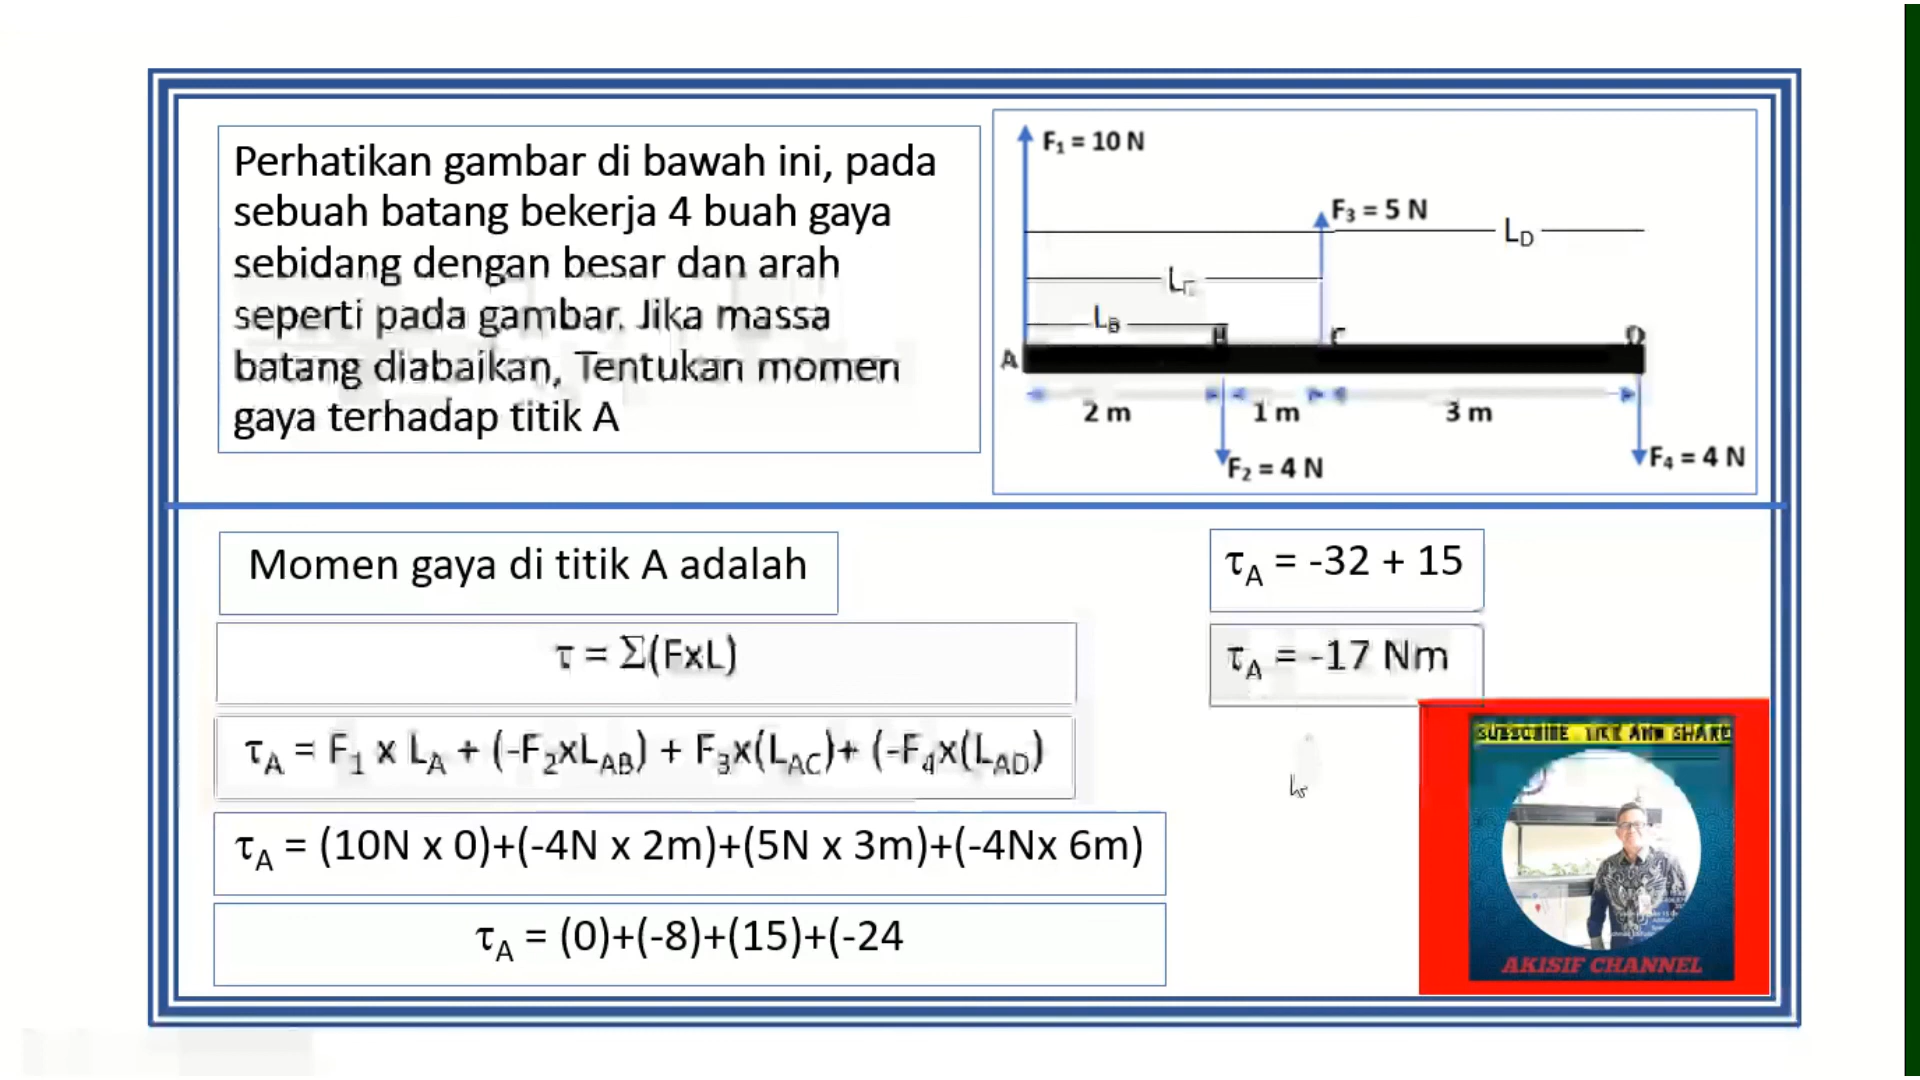 Perhatikan gambar di bawah ini, pada
sebuah batang bekerja 4 buah gaya
sebidang dengan besar dan arah
seperti pada gambar. Jika massa
batang diabaikan, Tentukan momen
gaya terhadap titik A
F₁ = 10 N
F₃ = 5 N
L_D
L_C
L_B
A B C D
2 m 1 m 3 m
F₂ = 4 N
F₄ = 4 N
Momen gaya di titik A adalah
τ = Σ(FxL)
τ_A = F₁ x L_A + (-F₂xL_AB) + F₃x(L_AC)+ (-F₄x(L_AD)
τ_A = (10N x 0)+(-4N x 2m)+(5N x 3m)+(-4Nx 6m)
τ_A = (0)+(-8)+(15)+(-24
τ_A = -32 + 15
τ_A = -17 Nm
SUBSCRIBE LIKE AND SHARE
AKISIF CHANNEL